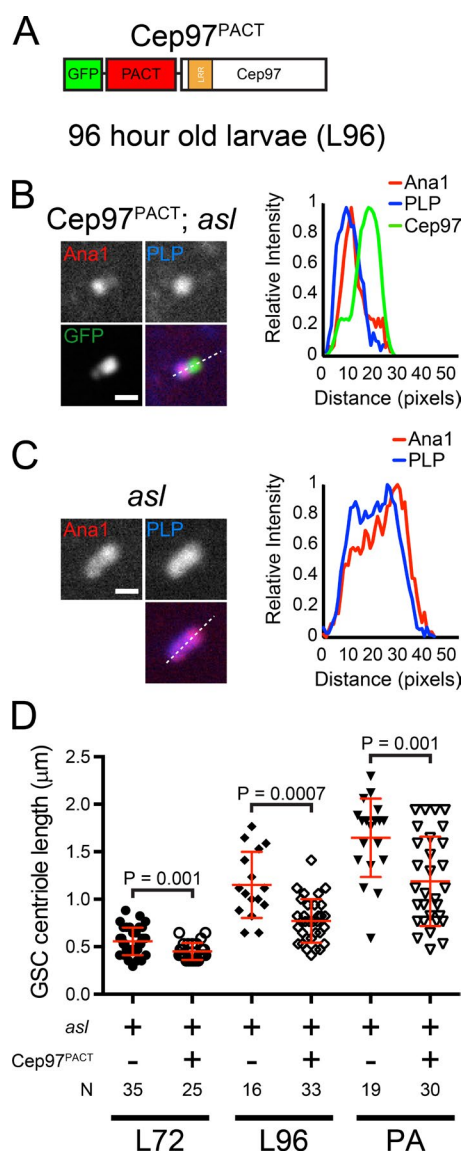 A
Cep97PACT
GFP PACT LRR Cep97
96 hour old larvae (L96)
B
Cep97PACT; asl
Ana1 PLP
GFP
Ana1
PLP
Cep97
Relative Intensity
1
0.8
0.6
0.4
0.2
0
0 10 20 30 40 50
Distance (pixels)
C
asl
Ana1 PLP
Ana1
PLP
Relative Intensity
1
0.8
0.6
0.4
0.2
0
0 10 20 30 40 50
Distance (pixels)
D
GSC centriole length (μm)
2.5
2.0
1.5
1.0
0.5
0.0
P = 0.001
P = 0.0007
P = 0.001
asl + + + + + +
Cep97PACT - + - + - +
N 35 25 16 33 19 30
L72 L96 PA